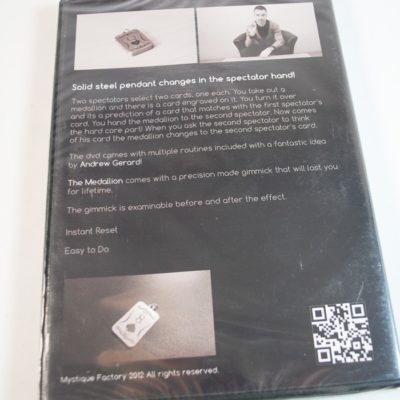 Solid steel pendant changes in the spectator hand!
Two spectators select two cards, one each. You take out a
medallion and there is a card engraved on it. You turn it over
and its a prediction of a card that matches with the first spectator's
card. You hand the medallion to the second spectator. Now comes
the hard core part! When you ask the second spectator to think
of his card the medallion changes to the second spectator's card.
The dvd comes with multiple routines included with a fantastic idea
by Andrew Gerard!
The Medallion comes with a precision made gimmick that will last you
for lifetime.
The gimmick is examinable before and after the effect.
Instant Reset
Easy to Do
8
Mystique Factory 2012 All rights reserved.